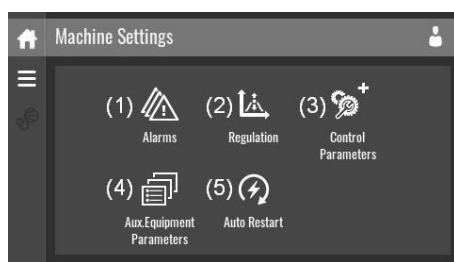 Machine Settings
(1) (2) (3)
Alarms Regulation Control
Parameters
(4) (5)
Aux.Equipment Auto Restart
Parameters